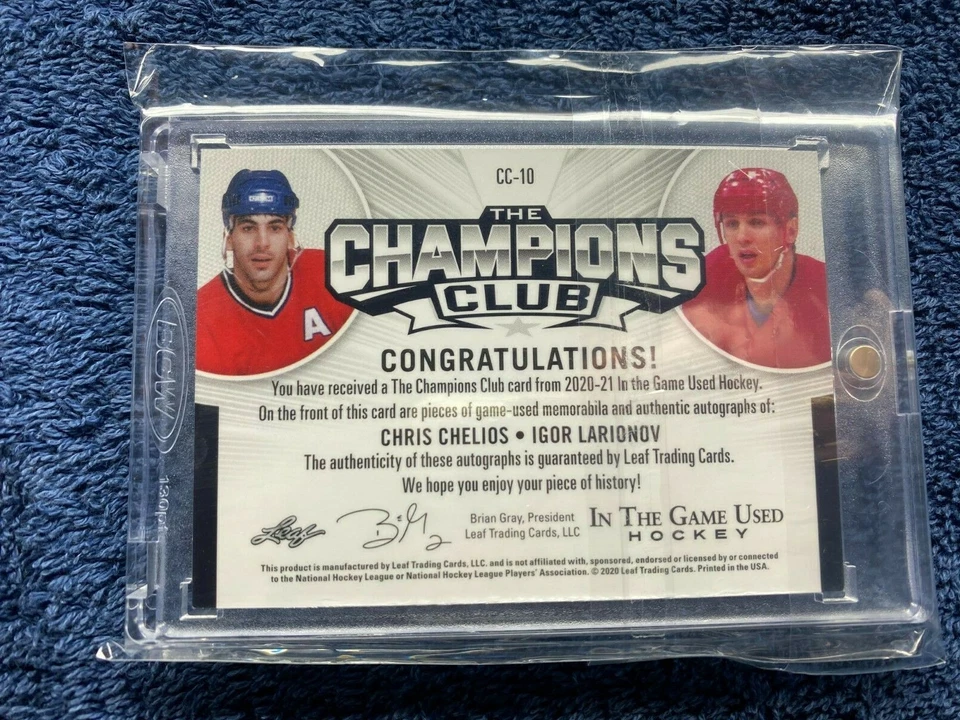 CC-10
THE
CHAMPIONS
CLUB
A
CONGRATULATIONS!
You have received a The Champions Club card from 2020-21 In the Game Used Hockey.
On the front of this card are pieces of game-used memorabila and authentic autographs of:
CHRIS CHELIOS • IGOR LARIONOV
The authenticity of these autographs is guaranteed by Leaf Trading Cards.
We hope you enjoy your piece of history!
Leaf
Brian Gray, President
Leaf Trading Cards, LLC
IN THE GAME USED
HOCKEY
This product is manufactured by Leaf Trading Cards, LLC. and is not affiliated with, sponsored, endorsed or licensed by or connected
to the National Hockey League or National Hockey League Players' Association. © 2020 Leaf Trading Cards. Printed in the USA.
BCW